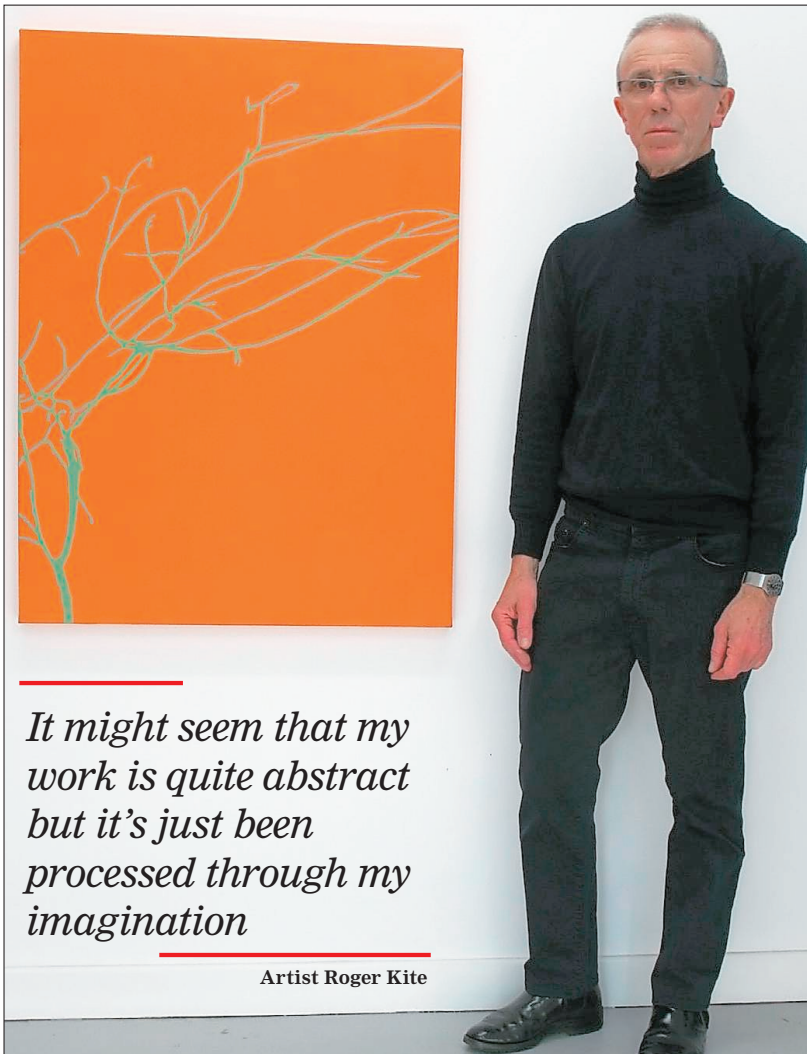 It might seem that my
work is quite abstract
but it's just been
processed through my
imagination
Artist Roger Kite